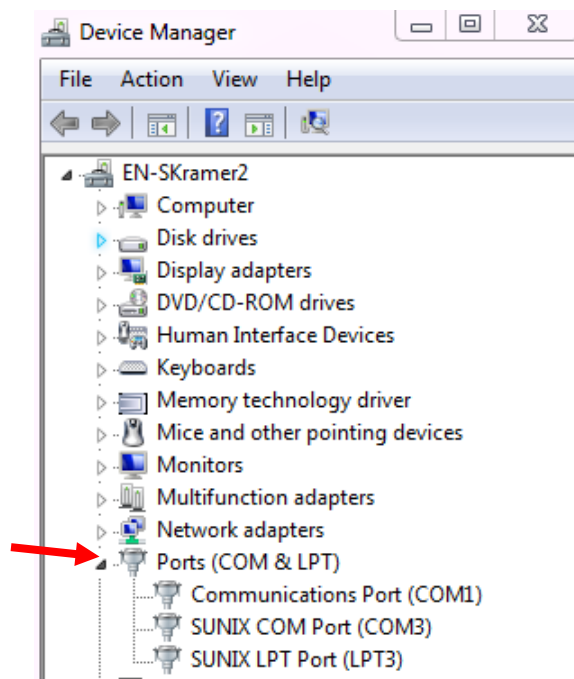 Device Manager
File Action View Help
EN-SKramer2
Computer
Disk drives
Display adapters
DVD/CD-ROM drives
Human Interface Devices
Keyboards
Memory technology driver
Mice and other pointing devices
Monitors
Multifunction adapters
Network adapters
Ports (COM & LPT)
Communications Port (COM1)
SUNIX COM Port (COM3)
SUNIX LPT Port (LPT3)